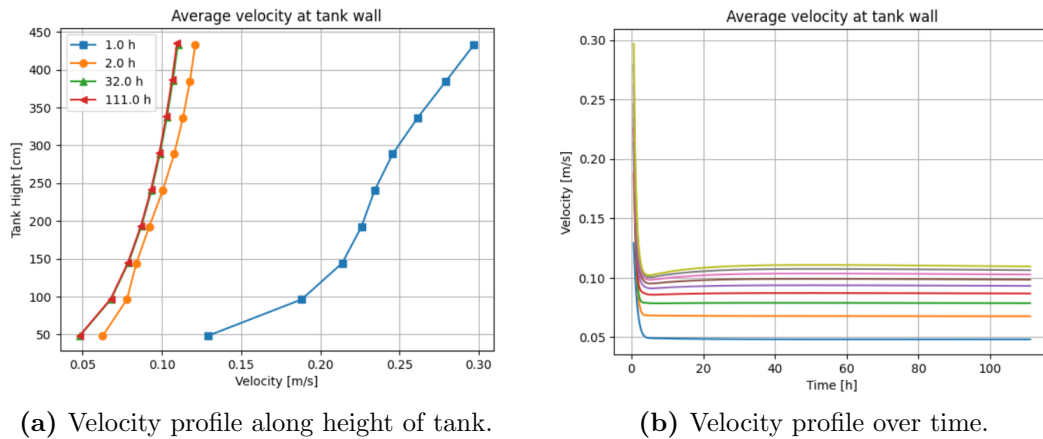 Average velocity at tank wall
450
400
350
300
250
200
150
100
50
Tank Hight [cm]
1.0 h
2.0 h
32.0 h
111.0 h
0.05
0.10
0.15
0.20
0.25
0.30
Velocity [m/s]
(a) Velocity profile along height of tank.
Average velocity at tank wall
0.30
0.25
0.20
0.15
0.10
0.05
Velocity [m/s]
0
20
40
60
80
100
Time [h]
(b) Velocity profile over time.